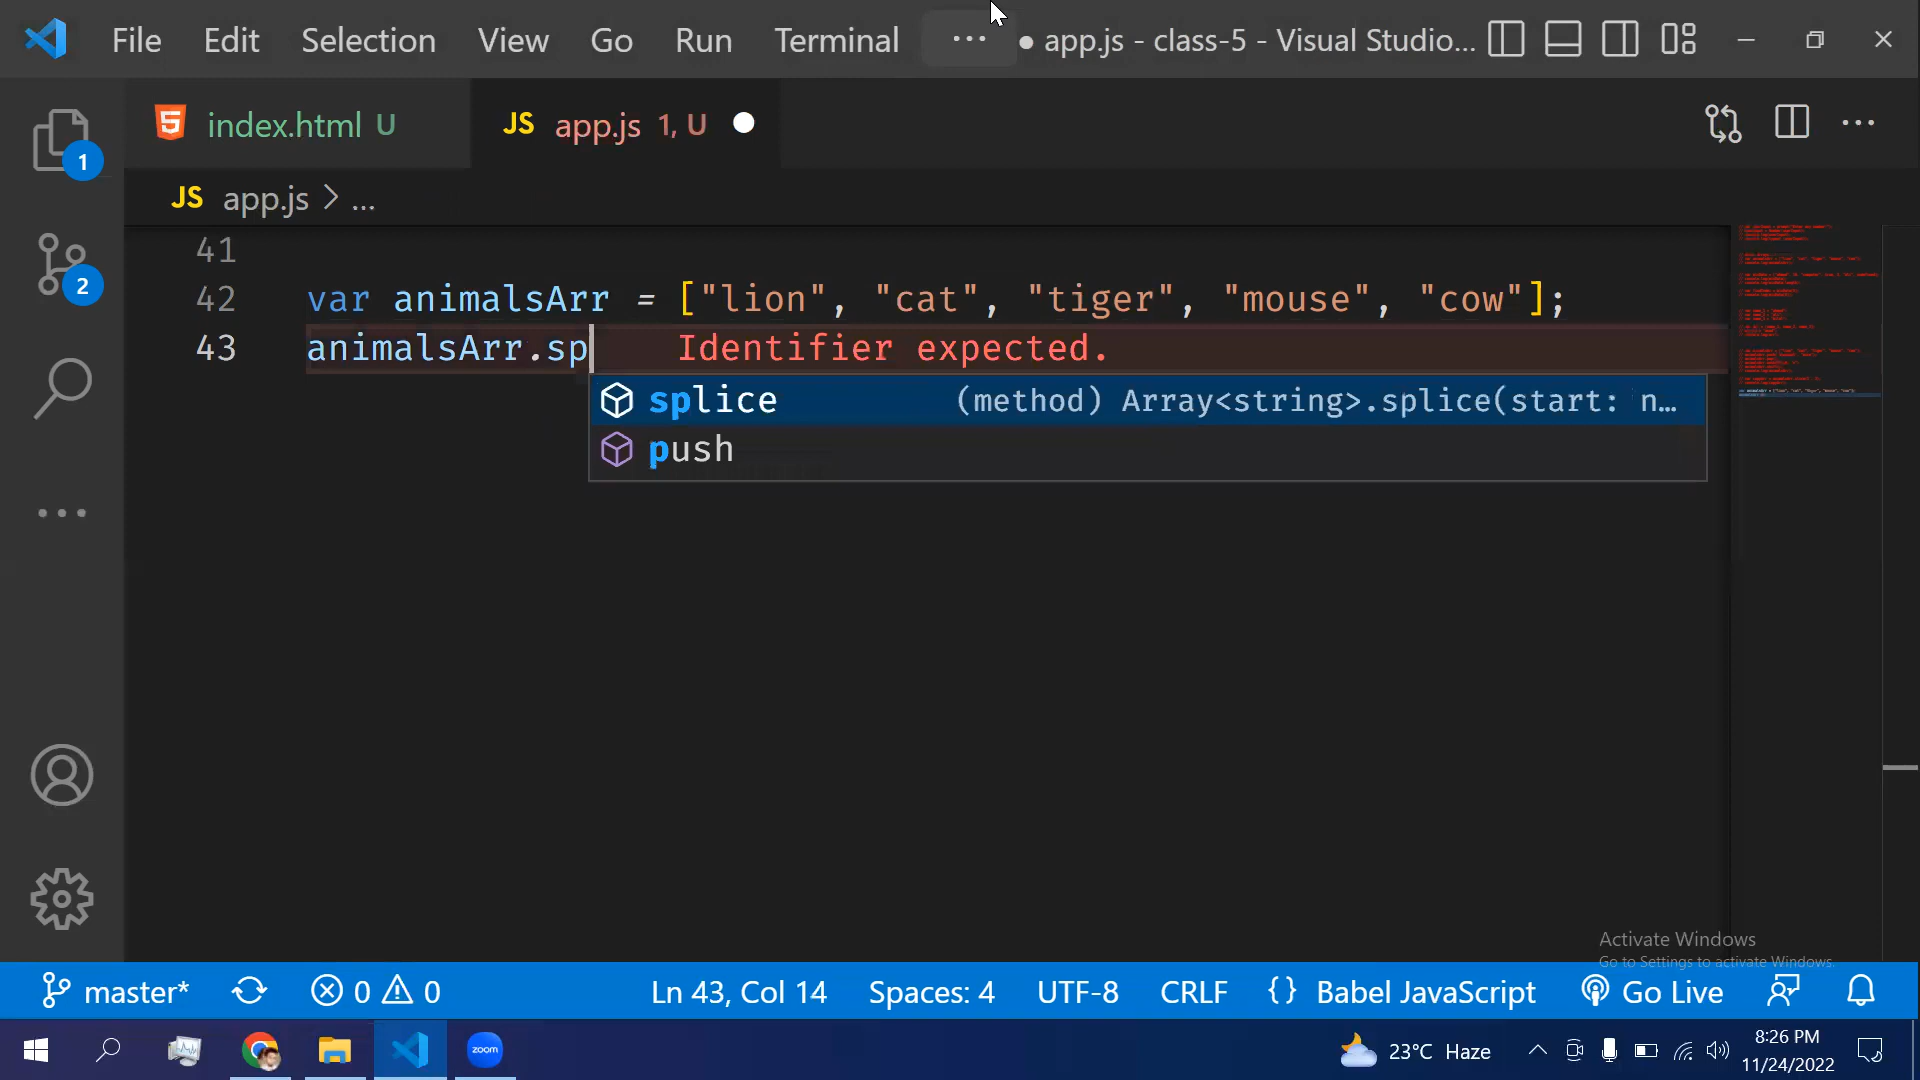 File Edit Selection View Go Run Terminal ··· ● app.js - class-5 - Visual Studio...
index.html U JS app.js 1, U
JS app.js > ...
1
41
2
42 var animalsArr = ["lion", "cat", "tiger", "mouse", "cow"];
43 animalsArr.sp Identifier expected.
splice (method) Array<string>.splice(start: n…
push
Activate Windows
Go to Settings to activate Windows.
master* 0 0 Ln 43, Col 14 Spaces: 4 UTF-8 CRLF {} Babel JavaScript Go Live
zoom 23°C Haze 8:26 PM
11/24/2022